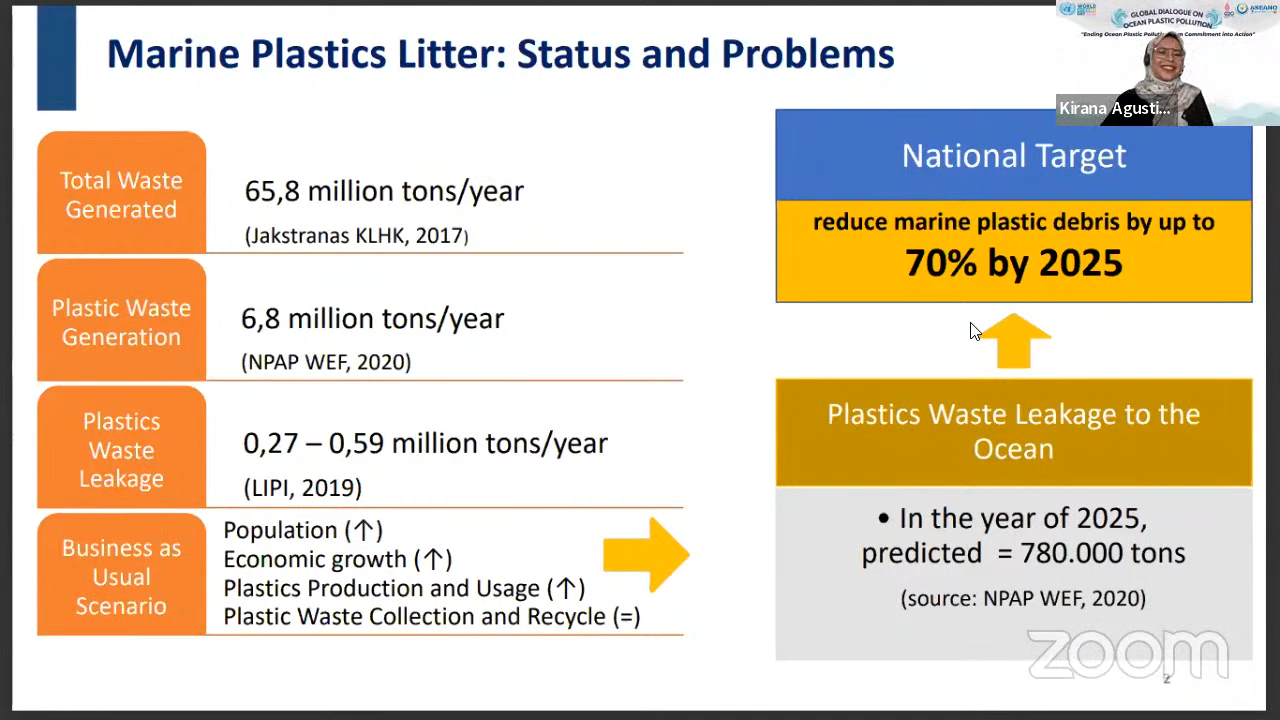 Marine Plastics Litter: Status and Problems
GLOBAL DIALOGUE ON
OCEAN PLASTIC POLLUTION
Kirana Agusti...
Total Waste
Generated
65,8 million tons/year
(Jakstranas KLHK, 2017)
Plastic Waste
Generation
6,8 million tons/year
(NPAP WEF, 2020)
Plastics
Waste
Leakage
0,27 – 0,59 million tons/year
(LIPI, 2019)
Business as
Usual
Scenario
Population (↑)
Economic growth (↑)
Plastics Production and Usage (↑)
Plastic Waste Collection and Recycle (=)
National Target
reduce marine plastic debris by up to
70% by 2025
Plastics Waste Leakage to the
Ocean
• In the year of 2025,
predicted = 780.000 tons
(source: NPAP WEF, 2020)
zoom
2